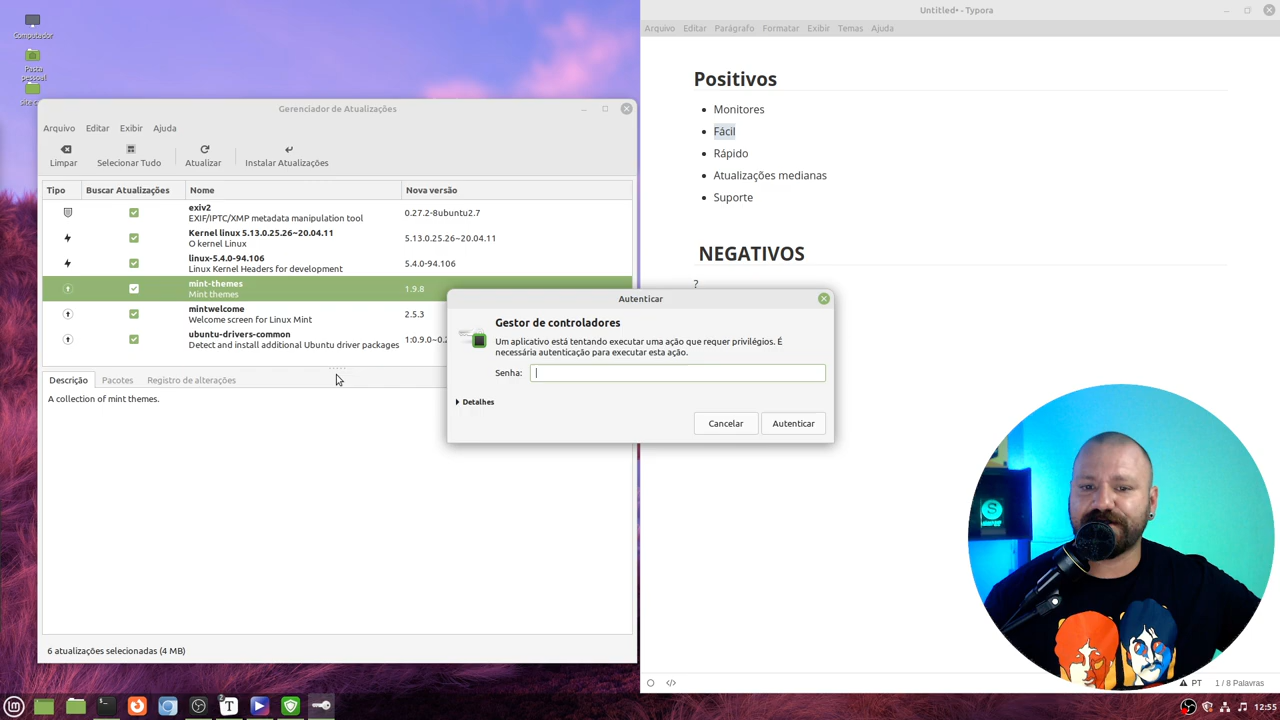 Computador
Pasta
pessoal
Untitled• - Typora
Arquivo Editar Parágrafo Formatar Exibir Temas Ajuda
Positivos
Monitores
Fácil
Rápido
Atualizações medianas
Suporte
NEGATIVOS
?
PT 1 / 8 Palavras
Gerenciador de Atualizações
Arquivo Editar Exibir Ajuda
Limpar Selecionar Tudo Atualizar Instalar Atualizações
Tipo Buscar Atualizações Nome Nova versão
exiv2
EXIF/IPTC/XMP metadata manipulation tool
0.27.2-8ubuntu2.7
Kernel linux 5.13.0.25.26~20.04.11
O kernel Linux
5.13.0.25.26~20.04.11
linux-5.4.0-94.106
Linux Kernel Headers for development
5.4.0-94.106
mint-themes
Mint themes
1.9.8
mintwelcome
Welcome screen for Linux Mint
2.5.3
ubuntu-drivers-common
Detect and install additional Ubuntu driver packages
Descrição Pacotes Registro de alterações
A collection of mint themes.
6 atualizações selecionadas (4 MB)
Autenticar
Gestor de controladores
Um aplicativo está tentando executar uma ação que requer privilégios. É
necessária autenticação para executar esta ação.
Senha:
Detalhes
Cancelar Autenticar
2
12:55